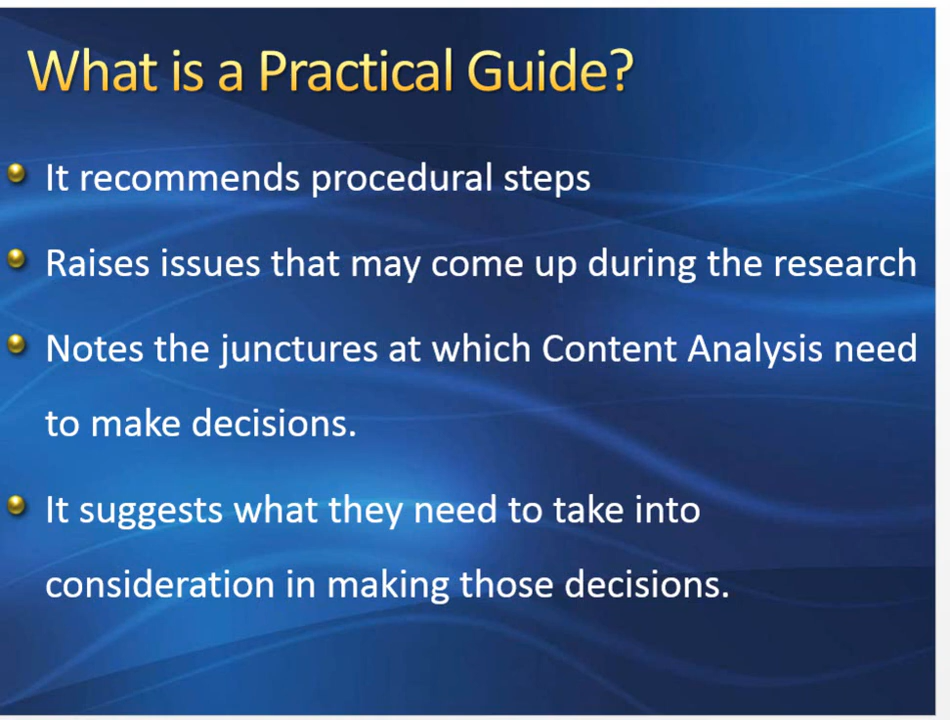 What is a Practical Guide?
It recommends procedural steps
Raises issues that may come up during the research
Notes the junctures at which Content Analysis need
to make decisions.
It suggests what they need to take into
consideration in making those decisions.